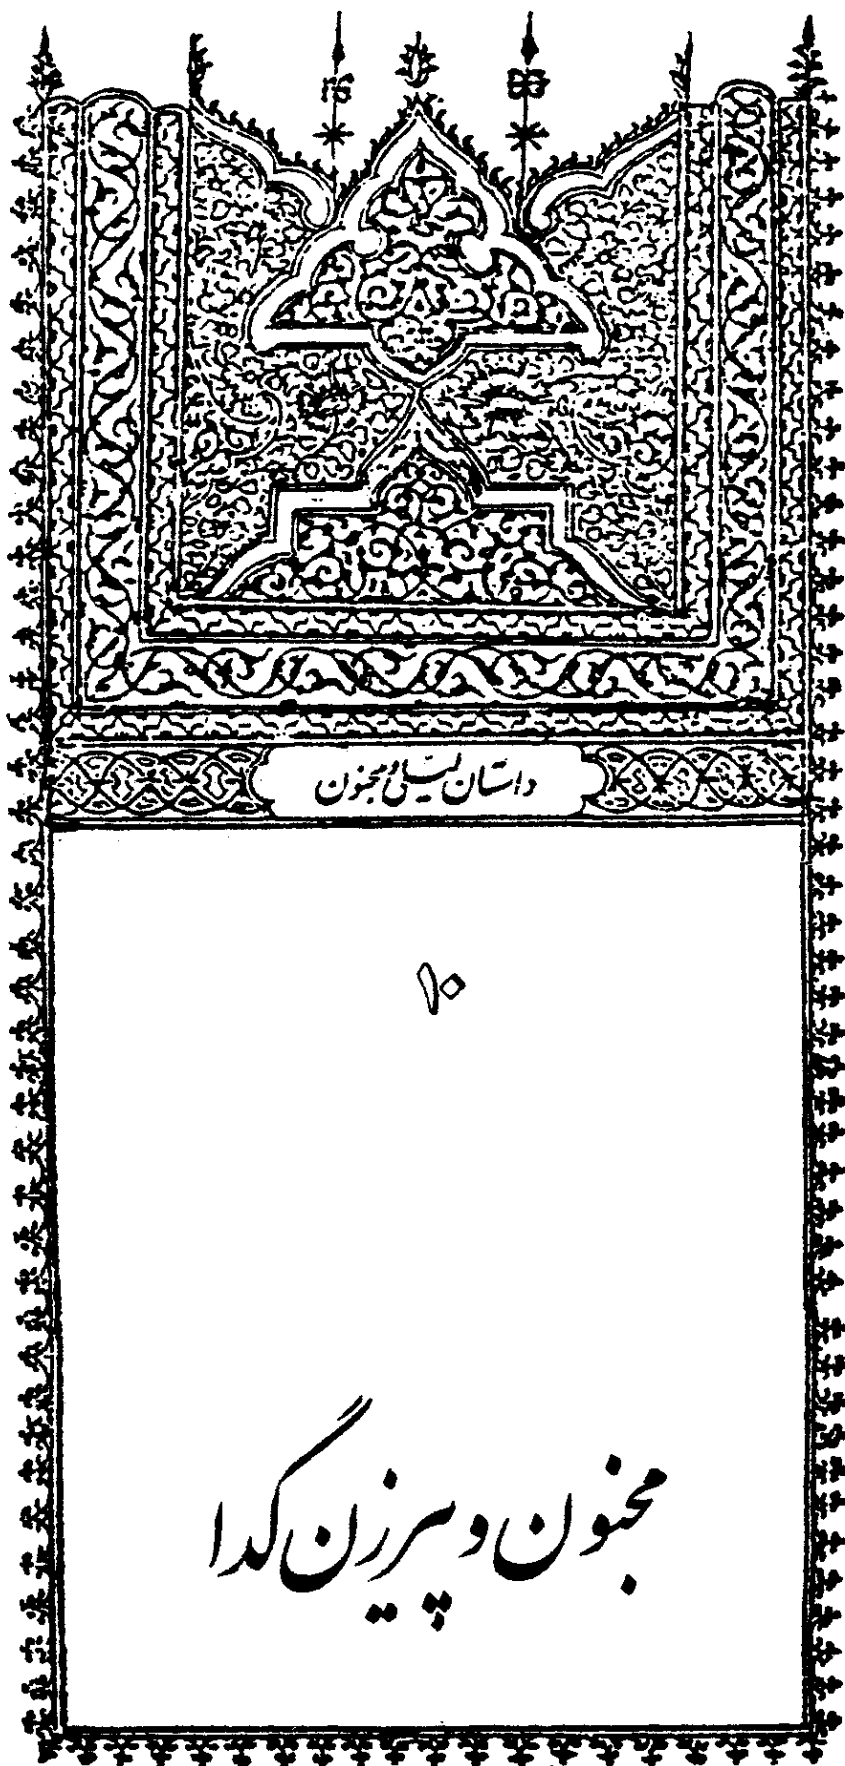 داستان لیلی و مجنون
۱۰
مجنون و پیرزن گدا